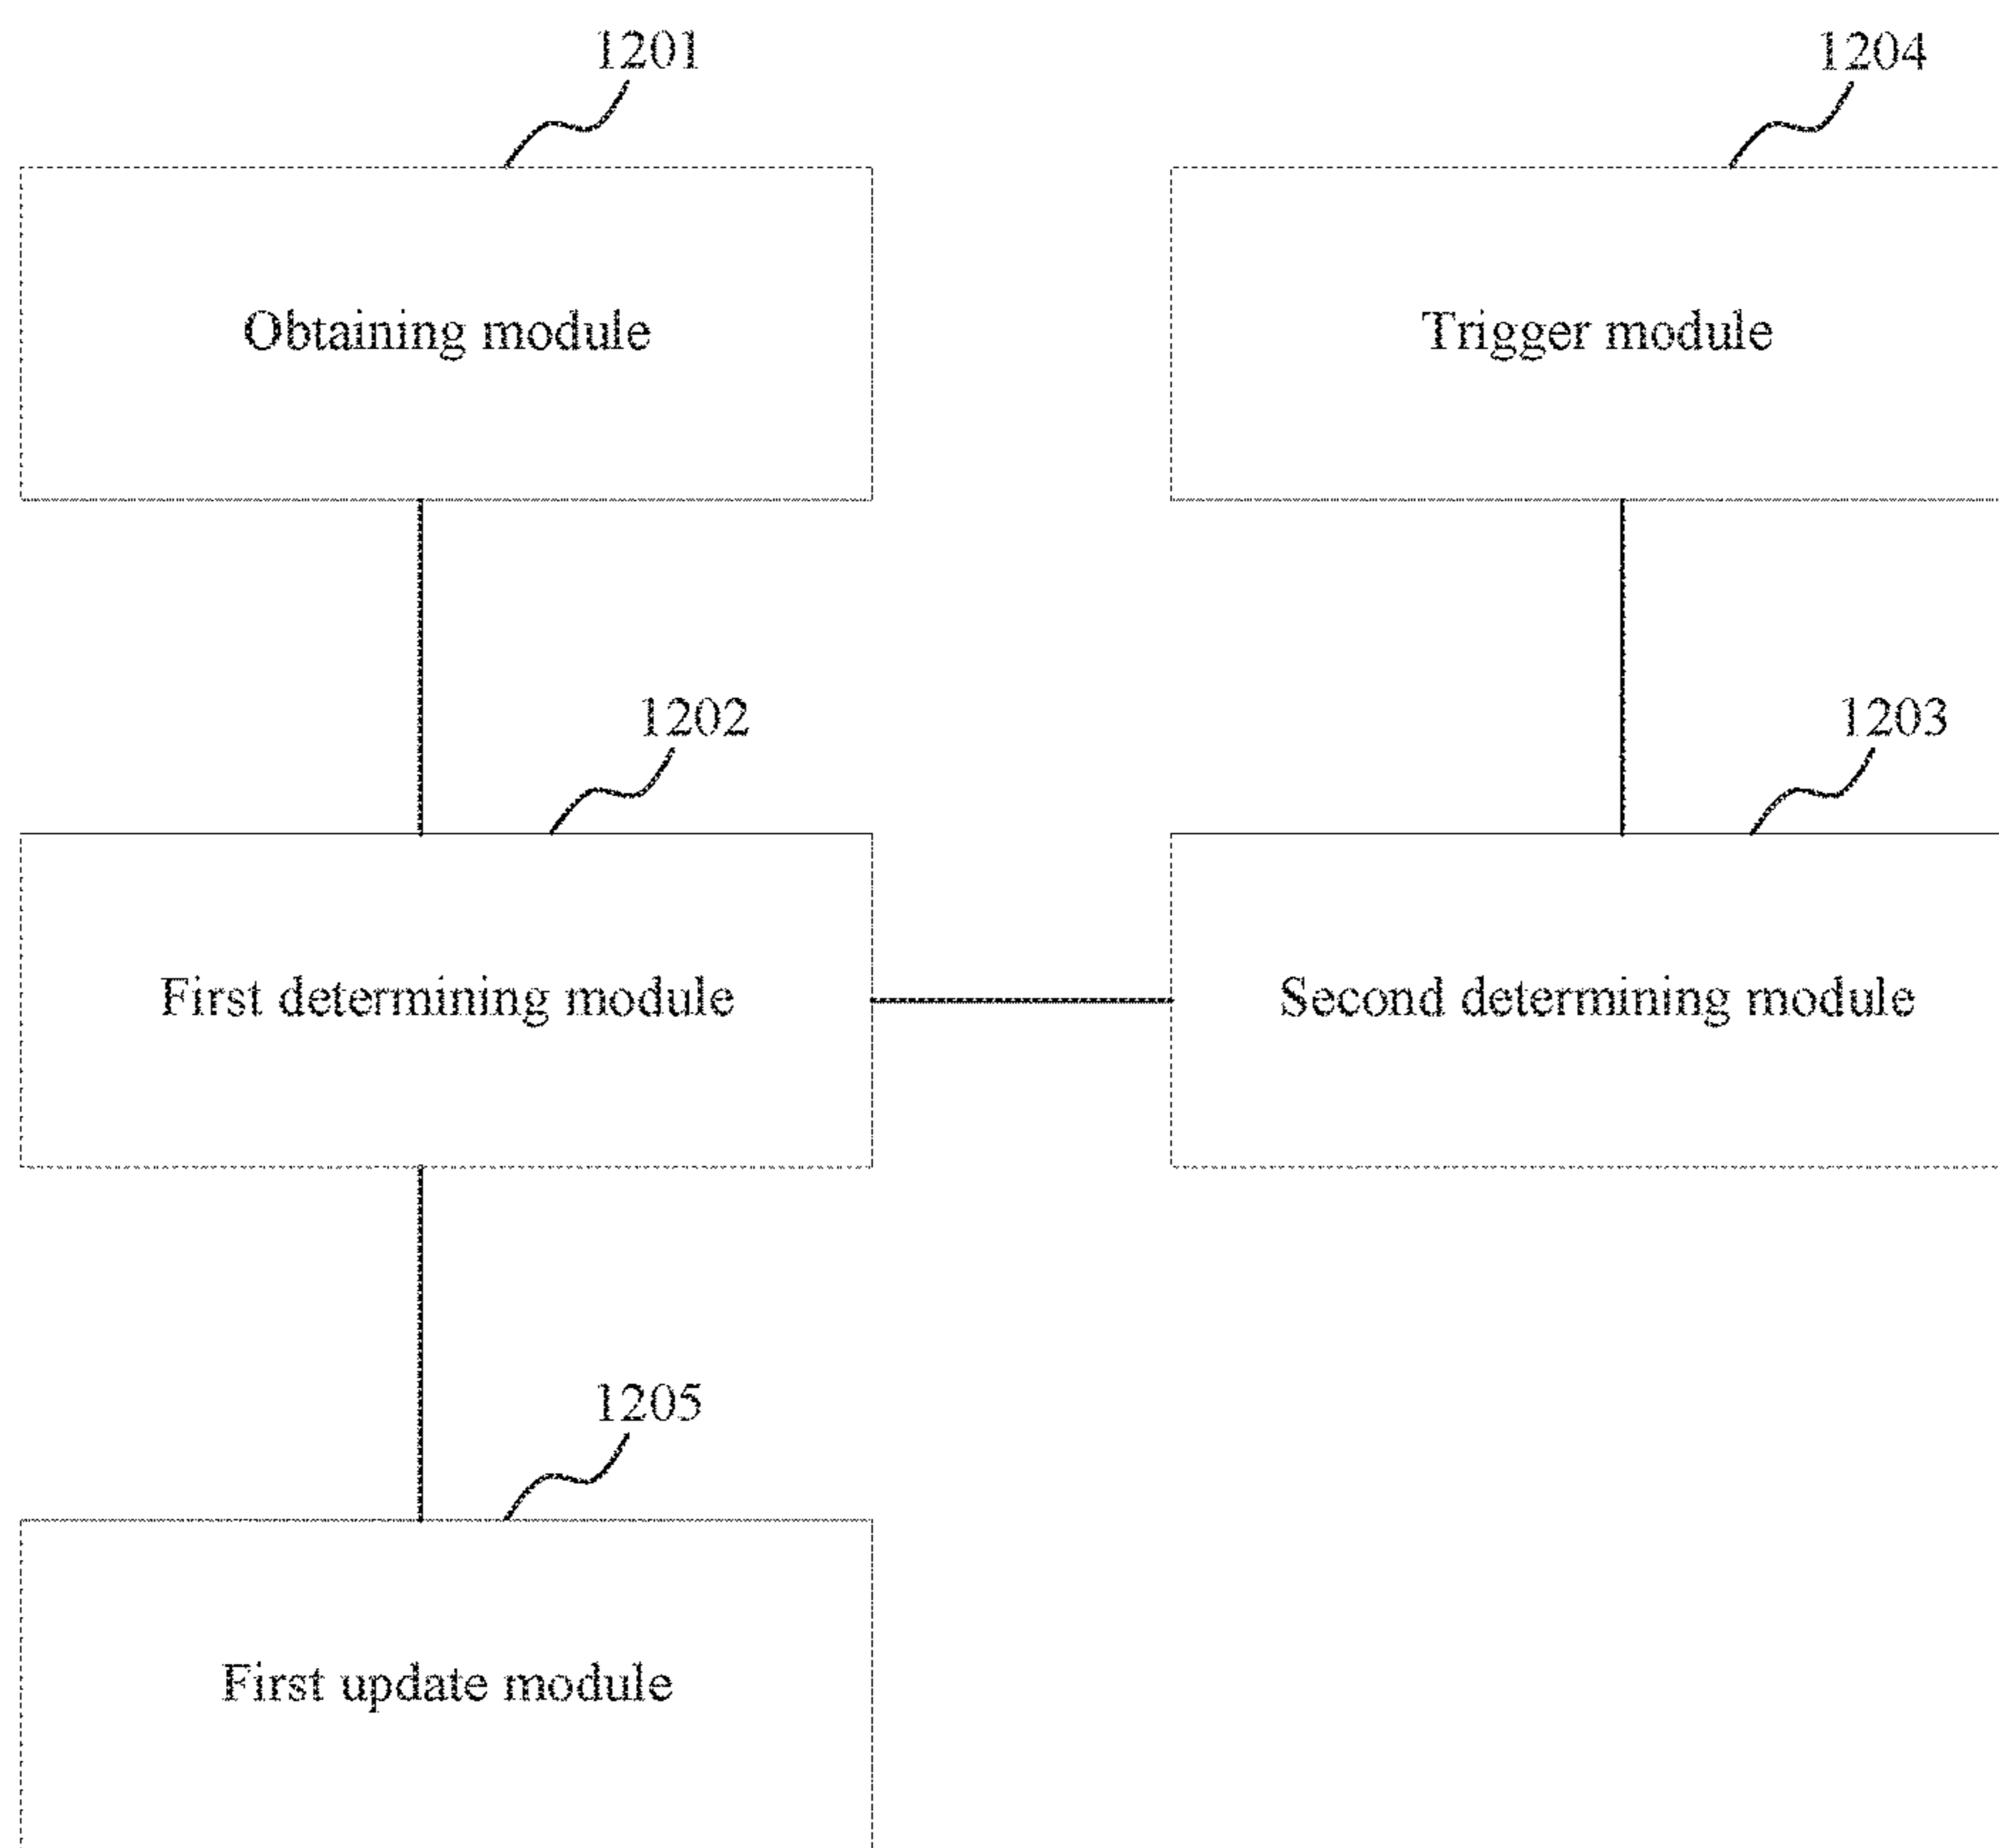 1201
1204
Obtaining module
Trigger module
1202
1203
First determining module
Second determining module
1205
First update module